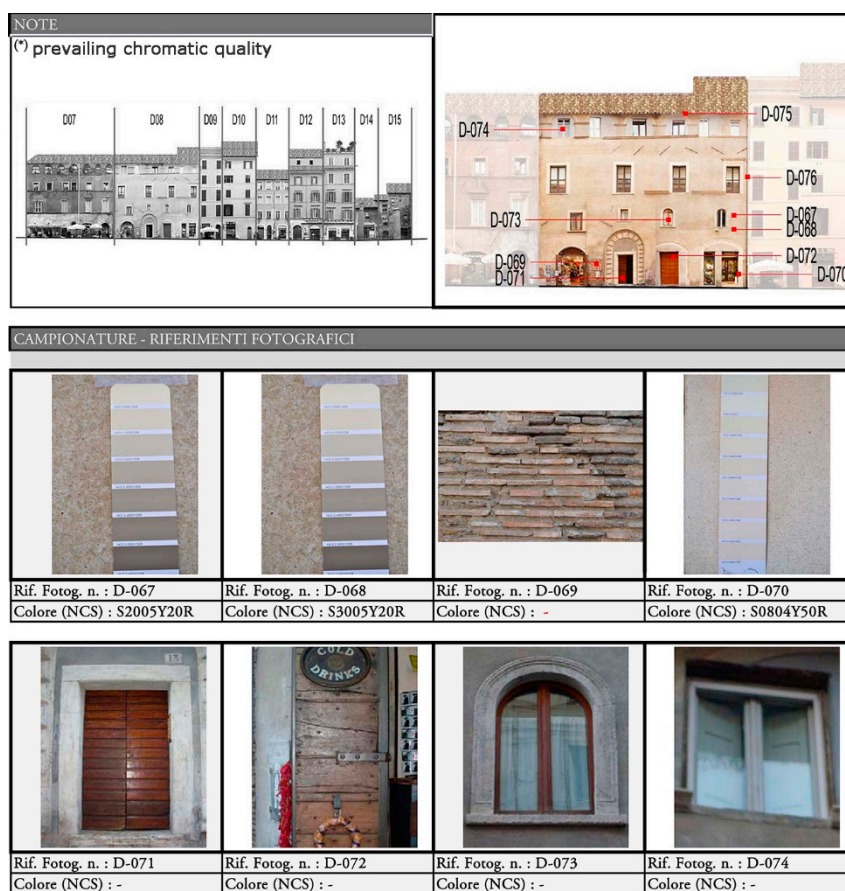 NOTE
(*) prevailing chromatic quality
D07 D08 D09 D10 D11 D12 D13 D14 D15
D-075
D-074
D-076
D-073
D-067
D-068
D-072
D-069
D-071
D-070
CAMPIONATURE - RIFERIMENTI FOTOGRAFICI
Rif. Fotog. n. : D-067
Colore (NCS) : S2005Y20R
Rif. Fotog. n. : D-068
Colore (NCS) : S3005Y20R
Rif. Fotog. n. : D-069
Colore (NCS) : -
Rif. Fotog. n. : D-070
Colore (NCS) : S0804Y50R
COLD
DRINKS
Rif. Fotog. n. : D-071
Colore (NCS) : -
Rif. Fotog. n. : D-072
Colore (NCS) : -
Rif. Fotog. n. : D-073
Colore (NCS) : -
Rif. Fotog. n. : D-074
Colore (NCS) : -